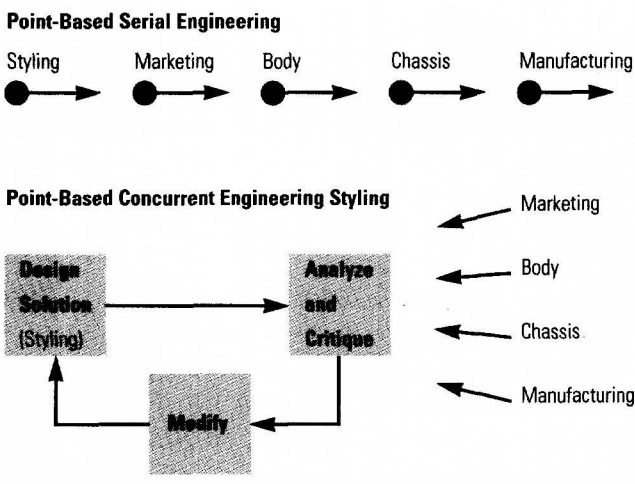 Point-Based Serial Engineering
Styling Marketing Body Chassis Manufacturing
Point-Based Concurrent Engineering Styling
Marketing
Body
Chassis
Manufacturing
Design
Solution
(Styling)
Analyze
and
Critique
Modify